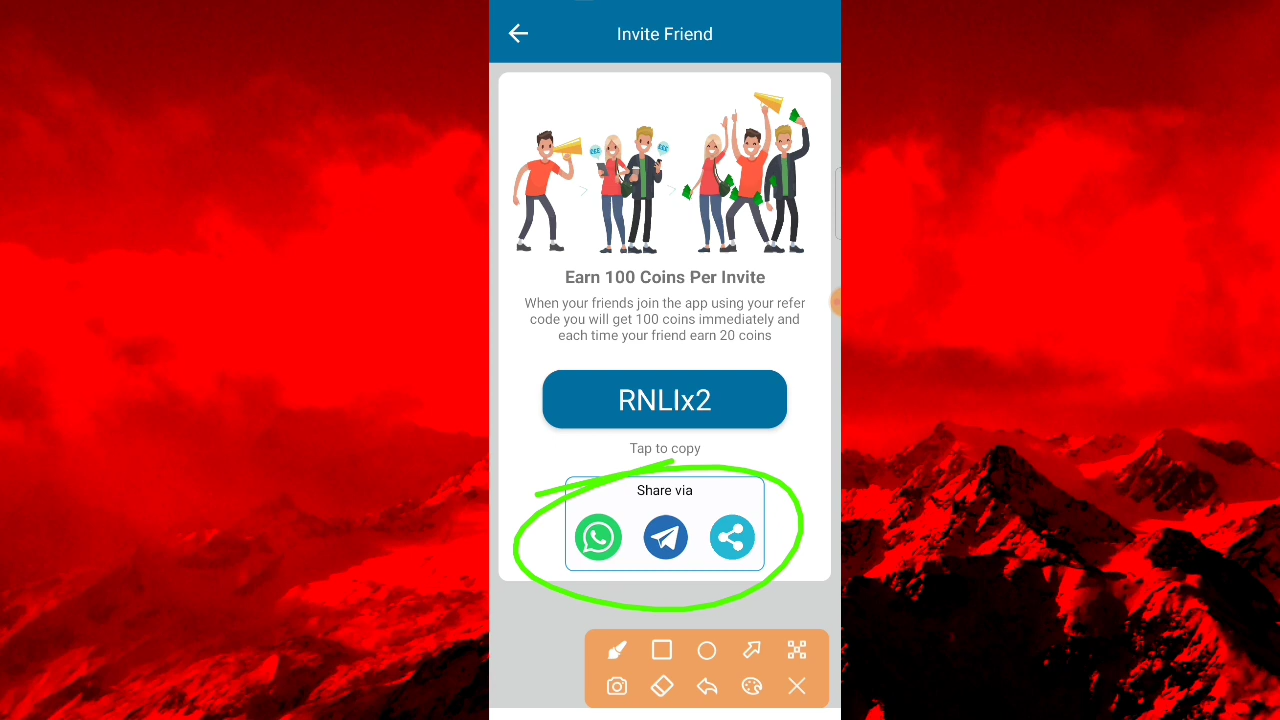 Invite Friend
Earn 100 Coins Per Invite
When your friends join the app using your refer
code you will get 100 coins immediately and
each time your friend earn 20 coins
RNLIx2
Tap to copy
Share via